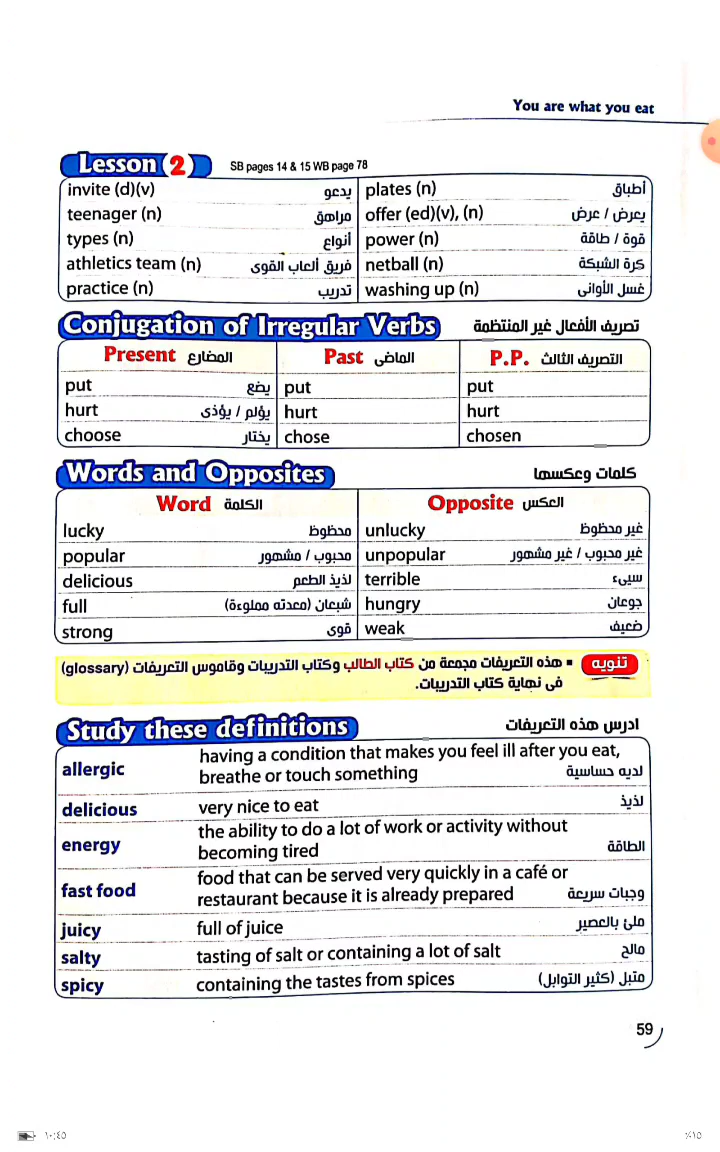 You are what you eat
Lesson (2) SB pages 14 & 15 WB page 78
invite (d)(v) يدعو plates (n) أطباق
teenager (n) مراهق offer (ed)(v), (n) يعرض / عرض
types (n) أنواع power (n) قوة / طاقة
athletics team (n) فريق ألعاب القوى netball (n) كرة الشبكة
practice (n) تدريب washing up (n) غسل الأوانى
Conjugation of Irregular Verbs تصريف الأفعال غير المنتظمة
Present المضارع Past الماضى P.P. التصريف الثالث
put يضع put put
hurt يؤلم / يؤذى hurt hurt
choose يختار chose chosen
Words and Opposites كلمات وعكسها
Word الكلمة Opposite العكس
lucky محظوظ unlucky غير محظوظ
popular محبوب / مشهور unpopular غير محبوب / غير مشهور
delicious لذيذ الطعم terrible سيىء
full شبعان (معدته مملوءة) hungry جوعان
strong قوى weak ضعيف
تنويه ▪ هذه التعريفات مجمعة من كتاب الطالب وكتاب التدريبات وقاموس التعريفات (glossary)
فى نهاية كتاب التدريبات.
Study these definitions ادرس هذه التعريفات
allergic having a condition that makes you feel ill after you eat,
breathe or touch something لديه حساسية
delicious very nice to eat لذيذ
energy the ability to do a lot of work or activity without
becoming tired الطاقة
fast food food that can be served very quickly in a café or
restaurant because it is already prepared وجبات سريعة
juicy full of juice ملئ بالعصير
salty tasting of salt or containing a lot of salt مالح
spicy containing the tastes from spices متبل (كثير التوابل)
59
١٠:٤٥ ٪١٥